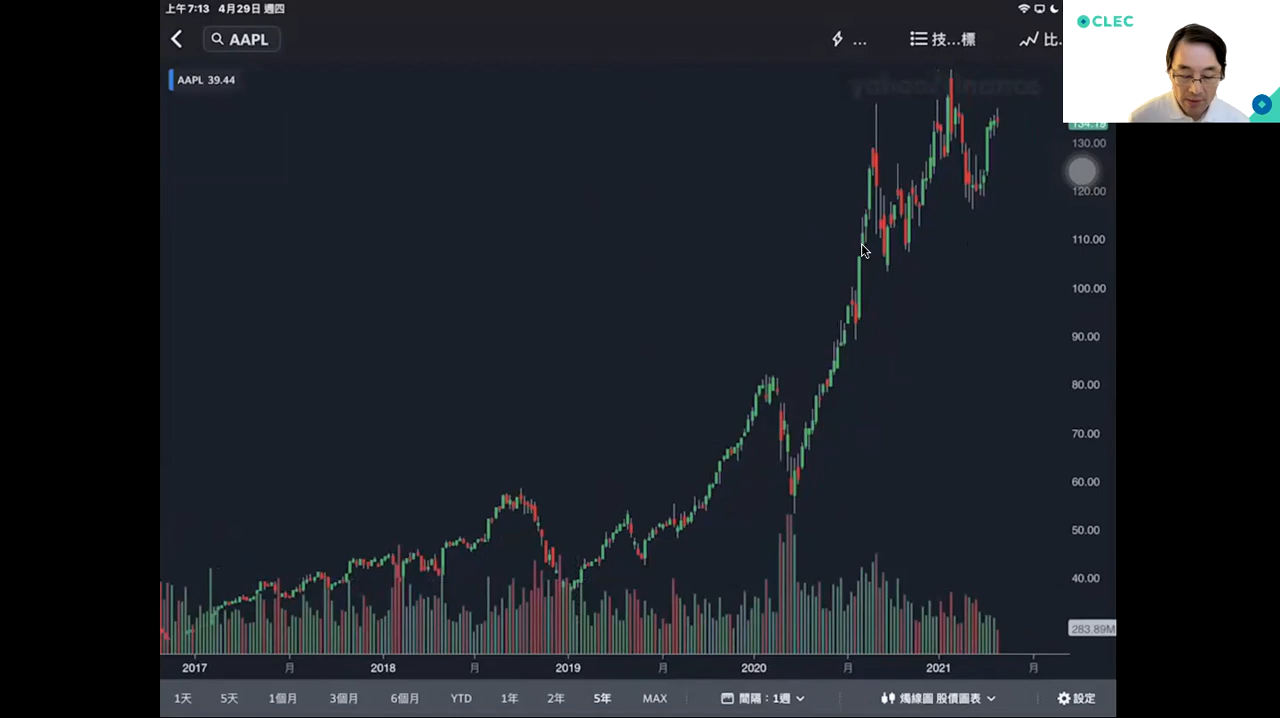 上午7:13 4月29日 週四
CLEC
AAPL
... 技...標 比.
AAPL 39.44
yahoo/finance
134.15
130.00
120.00
110.00
100.00
90.00
80.00
70.00
60.00
50.00
40.00
283.89M
2017 月 2018 月 2019 月 2020 月 2021 月
1天 5天 1個月 3個月 6個月 YTD 1年 2年 5年 MAX 間隔：1週 燭線圖 股價圖表 設定